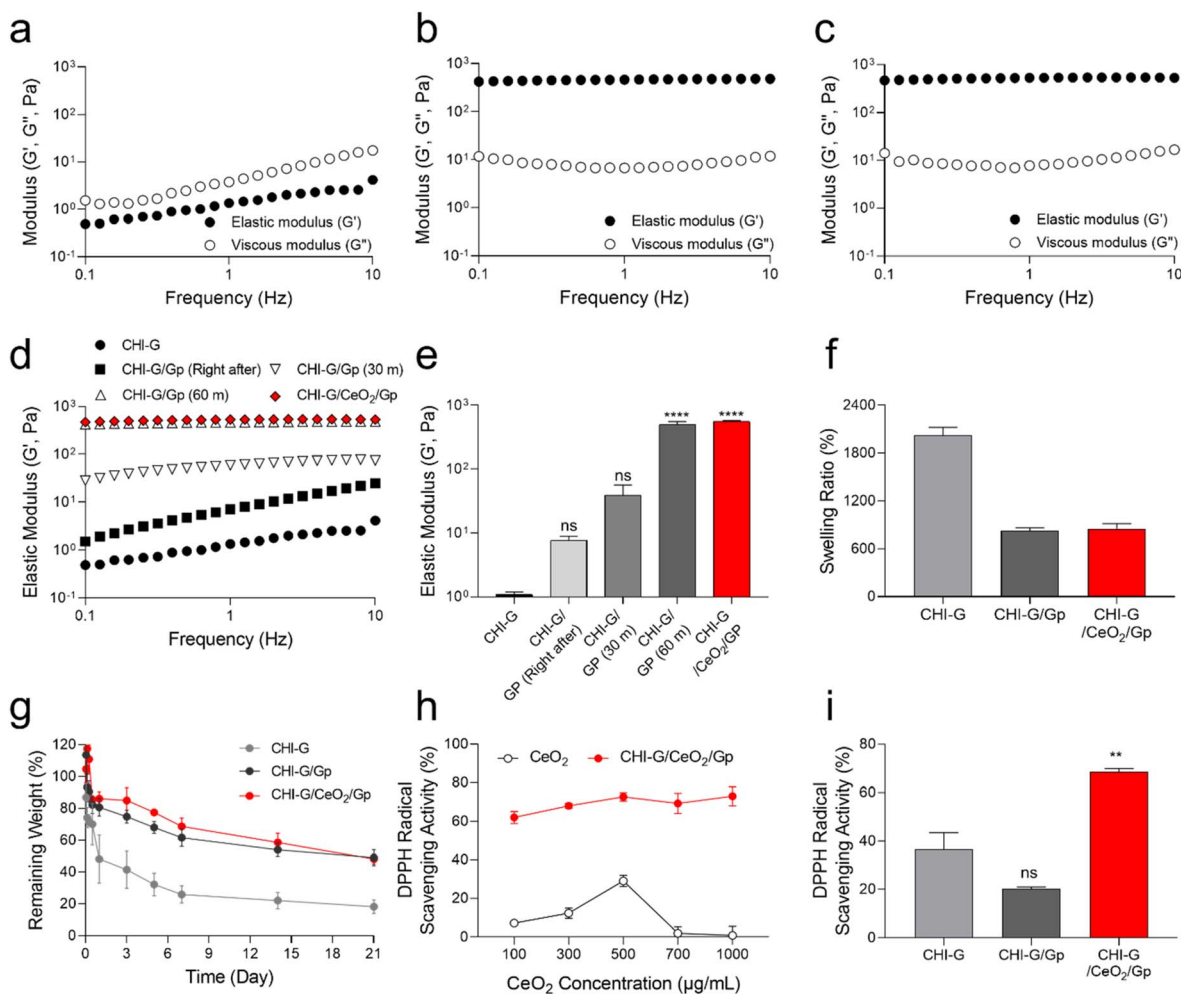 a
Modulus (G', G", Pa)
10³
10²
10¹
10⁰
10⁻¹
Elastic modulus (G')
Viscous modulus (G")
0.1
1
10
Frequency (Hz)
b
Modulus (G', G", Pa)
10³
10²
10¹
10⁰
10⁻¹
Elastic modulus (G')
Viscous modulus (G")
0.1
1
10
Frequency (Hz)
c
Modulus (G', G", Pa)
10³
10²
10¹
10⁰
10⁻¹
Elastic modulus (G')
Viscous modulus (G")
0.1
1
10
Frequency (Hz)
d
CHI-G
CHI-G/Gp (Right after)
CHI-G/Gp (30 m)
CHI-G/Gp (60 m)
CHI-G/CeO₂/Gp
Elastic Modulus (G', Pa)
10³
10²
10¹
10⁰
10⁻¹
0.1
1
10
Frequency (Hz)
e
Elastic Modulus (G', Pa)
10³
10²
10¹
10⁰
ns
ns
****
****
CHI-G
CHI-G/
GP (Right after)
CHI-G/
GP (30 m)
CHI-G/
GP (60 m)
CHI-G
/CeO₂/GP
f
Swelling Ratio (%)
2400
1800
1200
600
0
CHI-G
CHI-G/Gp
CHI-G
/CeO₂/Gp
g
Remaining Weight (%)
120
100
80
60
40
20
0
CHI-G
CHI-G/Gp
CHI-G/CeO₂/Gp
0
3
6
9
12
15
18
21
Time (Day)
h
DPPH Radical
Scavenging Activity (%)
100
80
60
40
20
0
CeO₂
CHI-G/CeO₂/Gp
100
300
500
700
1000
CeO₂ Concentration (µg/mL)
i
DPPH Radical
Scavenging Activity (%)
80
60
40
20
0
ns
**
CHI-G
CHI-G/Gp
CHI-G
/CeO₂/Gp